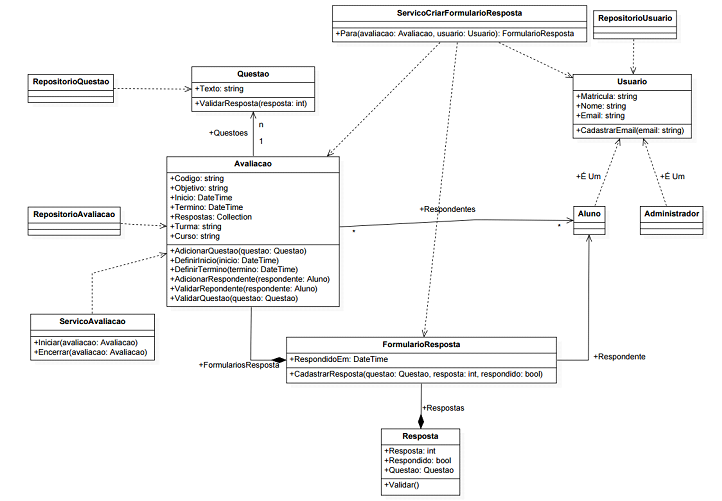 ServicoCriarFormularioResposta
+Para(avaliacao: Avaliacao, usuario: Usuario): FormularioResposta
RepositorioUsuario
RepositorioQuestao
Questao
+Texto: string
+ValidarResposta(resposta: int)
Usuario
+Matricula: string
+Nome: string
+Email: string
+CadastrarEmail(email: string)
+Questoes
n
1
Avaliacao
+Codigo: string
+Objetivo: string
+Inicio: DateTime
+Termino: DateTime
+Respostas: Collection
+Turma: string
+Curso: string
+AdicionarQuestao(questao: Questao)
+DefinirInicio(inicio: DateTime)
+DefinirTermino(termino: DateTime)
+AdicionarRespondente(respondente: Aluno)
+ValidarRepondente(respondente: Aluno)
+ValidarQuestao(questao: Questao)
+É Um
+É Um
RepositorioAvaliacao
+Respondentes
*
*
Aluno
Administrador
ServicoAvaliacao
+Iniciar(avaliacao: Avaliacao)
+Encerrar(avaliacao: Avaliacao)
+FormulariosResposta
FormularioResposta
+RespondidoEm: DateTime
+CadastrarResposta(questao: Questao, resposta: int, respondido: bool)
+Respondente
+Respostas
Resposta
+Resposta: int
+Respondido: bool
+Questao: Questao
+Validar()